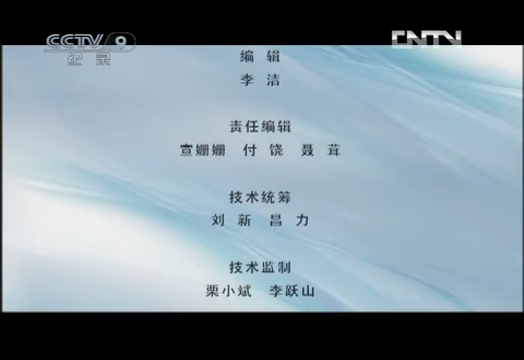 CCTV 9
纪录
CNTV
编 辑
李 洁
责任编辑
宣姗姗 付 饶 聂 茸
技术统筹
刘 新 昌 力
技术监制
栗小斌 李跃山